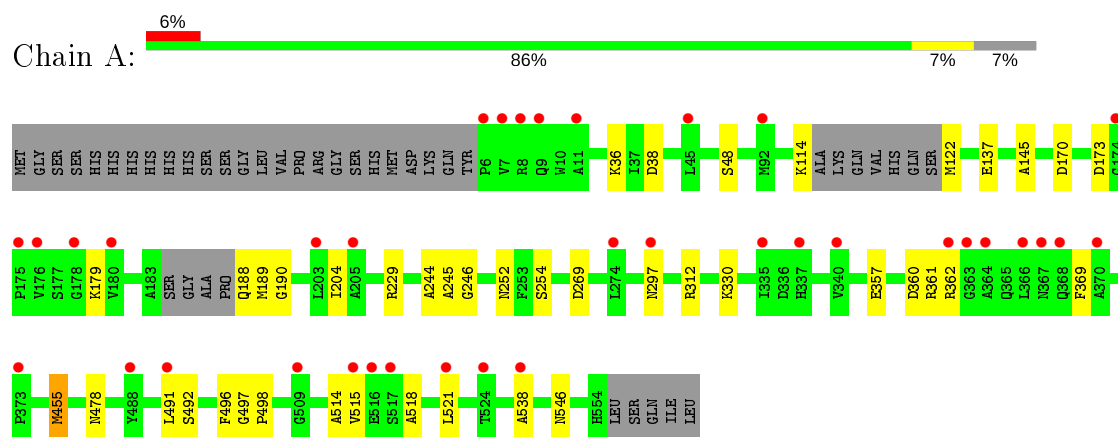 6%
Chain A:
86% 7% 7%
MET GLY SER SER HIS HIS HIS HIS HIS HIS SER SER GLY LEU VAL PRO ARG GLY SER HIS MET ASP LYS GLN TYR P6 V7 R8 Q9 W10 A11 K36 I37 D38 L45 S48 M92 K114 ALA LYS GLN VAL HIS GLN SER M122 E137 A145 D170 D173 G174
P175 V176 S177 G178 K179 V180 A183 SER GLY ALA PRO Q188 M189 G190 L203 I204 A205 R229 A244 A245 G246 N252 F253 S254 D269 L274 N297 R312 K330 I335 D336 H337 V340 E357 D360 R361 R362 G363 A364 Q365 L366 N367 Q368 F369 A370
P373 M455 N478 Y488 L491 S492 F496 G497 P498 G509 A514 V515 E516 S517 A518 L521 T524 A538 N546 H554 LEU SER GLN ILE LEU